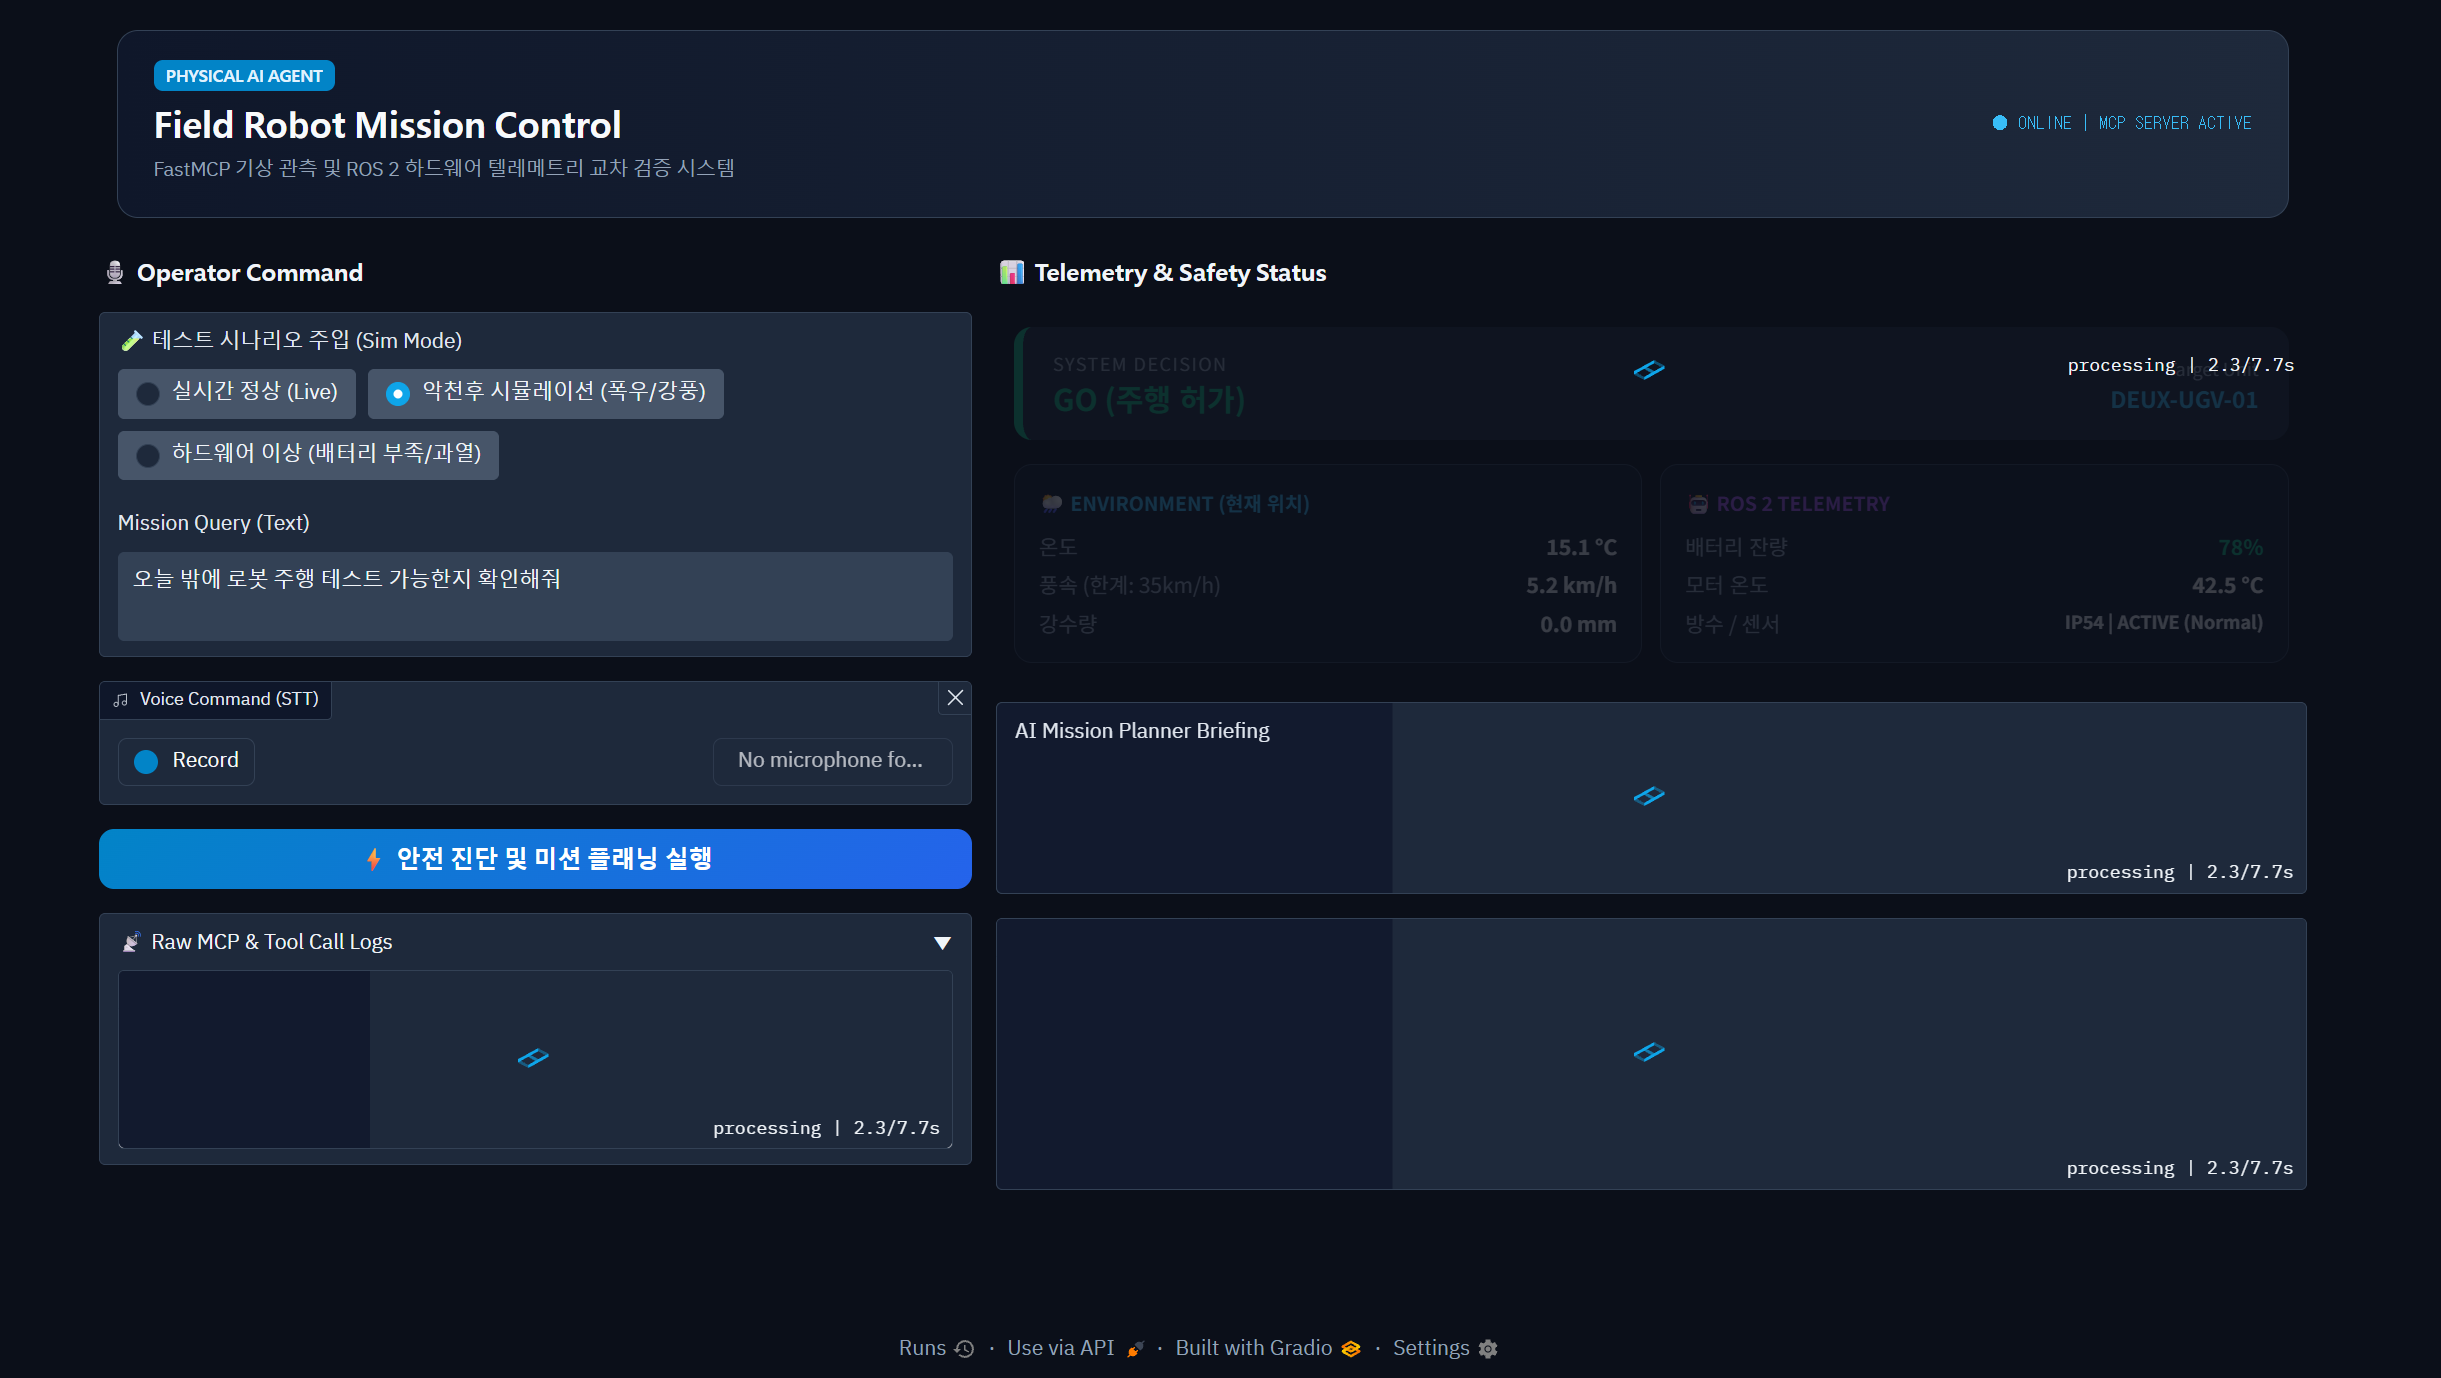 PHYSICAL AI AGENT
Field Robot Mission Control
FastMCP 기상 관측 및 ROS 2 하드웨어 텔레메트리 교차 검증 시스템
ONLINE | MCP SERVER ACTIVE
Operator Command
테스트 시나리오 주입 (Sim Mode)
실시간 정상 (Live)
악천후 시뮬레이션 (폭우/강풍)
하드웨어 이상 (배터리 부족/과열)
Mission Query (Text)
오늘 밖에 로봇 주행 테스트 가능한지 확인해줘
Voice Command (STT)
Record
No microphone fo...
안전 진단 및 미션 플래닝 실행
Raw MCP & Tool Call Logs
processing | 2.3/7.7s
Telemetry & Safety Status
SYSTEM DECISION
GO (주행 허가)
processing | 2.3/7.7s
DEUX-UGV-01
ENVIRONMENT (현재 위치)
온도 15.1 °C
풍속 (한계: 35km/h) 5.2 km/h
강수량 0.0 mm
ROS 2 TELEMETRY
배터리 잔량 78%
모터 온도 42.5 °C
방수 / 센서 IP54 | ACTIVE (Normal)
AI Mission Planner Briefing
processing | 2.3/7.7s
processing | 2.3/7.7s
Runs · Use via API · Built with Gradio · Settings